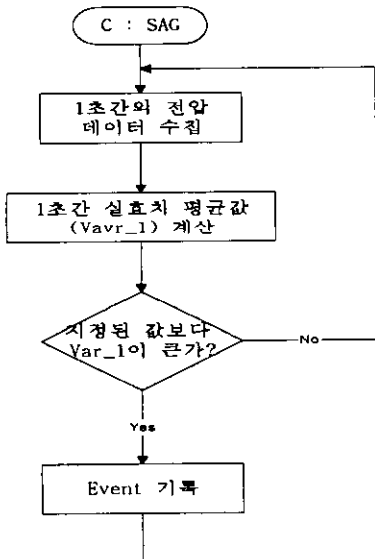 C : SAG
1초간의 전압
데이터 수집
1초간 실효치 평균값
(Vavr_1) 계산
지정된 값보다
Var_1이 큰가?
No
Yes
Event 기록